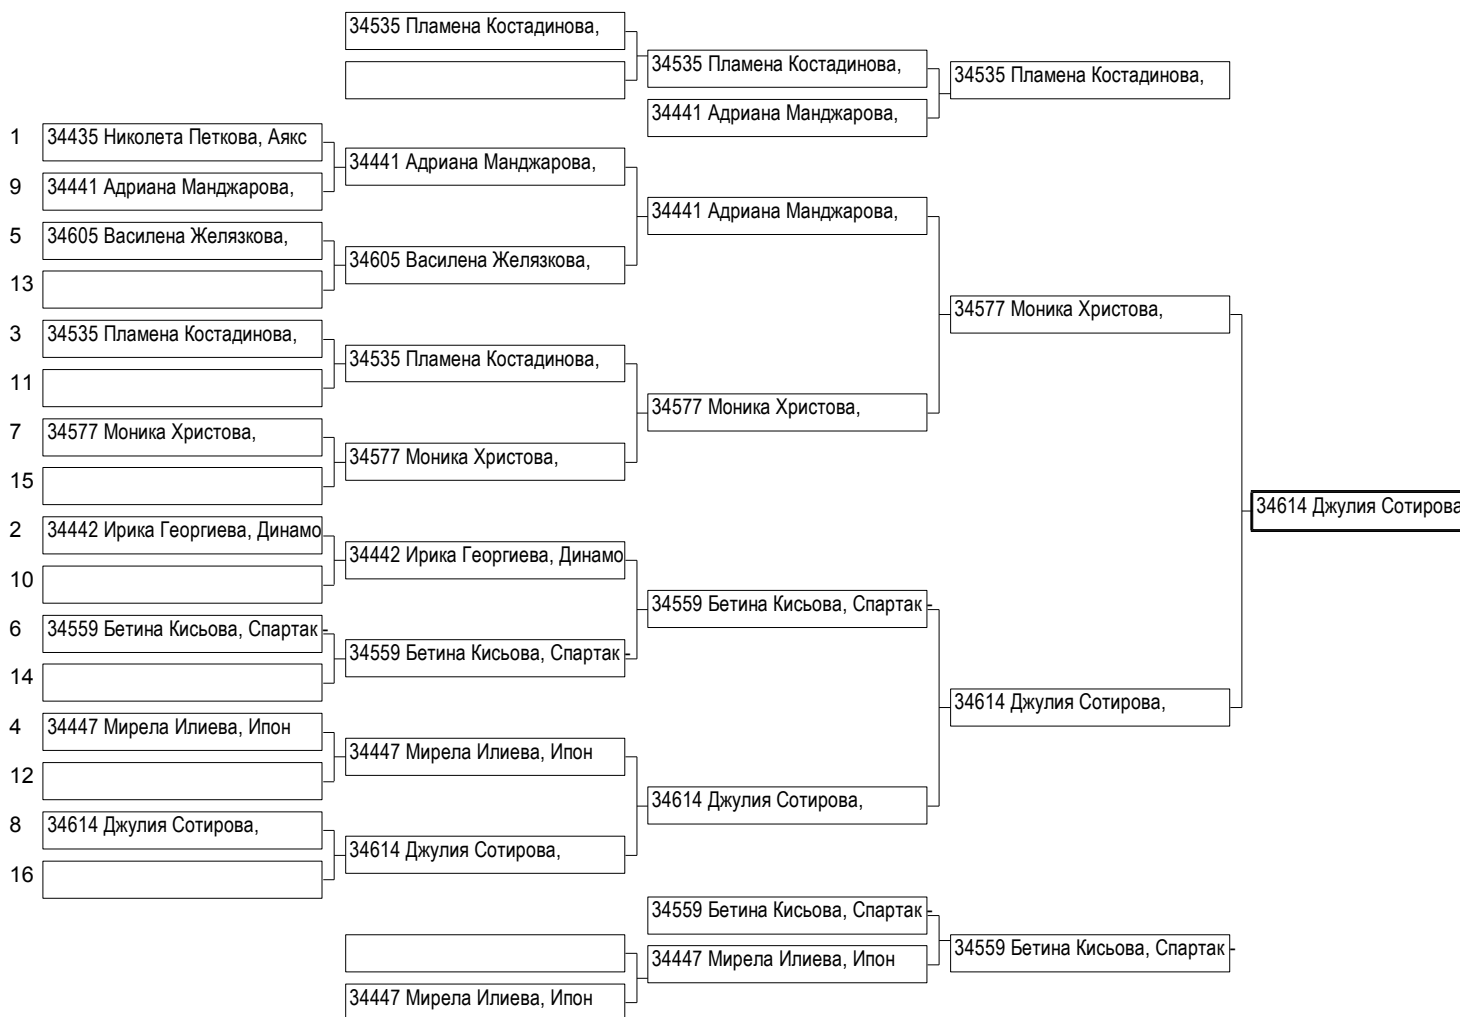 34535 Пламена Костадинова,
34535 Пламена Костадинова,
34535 Пламена Костадинова,
34441 Адриана Манджарова,
1 34435 Николета Петкова, Аякс
34441 Адриана Манджарова,
9 34441 Адриана Манджарова,
34441 Адриана Манджарова,
5 34605 Василена Желязкова,
34605 Василена Желязкова,
13
34577 Моника Христова,
3 34535 Пламена Костадинова,
34535 Пламена Костадинова,
11
34577 Моника Христова,
7 34577 Моника Христова,
34577 Моника Христова,
15
34614 Джулия Сотирова
2 34442 Ирика Георгиева, Динамо
34442 Ирика Георгиева, Динамо
10
34559 Бетина Кисьова, Спартак -
6 34559 Бетина Кисьова, Спартак -
34559 Бетина Кисьова, Спартак -
14
34614 Джулия Сотирова,
4 34447 Мирела Илиева, Ипон
34447 Мирела Илиева, Ипон
12
34614 Джулия Сотирова,
8 34614 Джулия Сотирова,
34614 Джулия Сотирова,
16
34559 Бетина Кисьова, Спартак -
34559 Бетина Кисьова, Спартак -
34447 Мирела Илиева, Ипон
34447 Мирела Илиева, Ипон